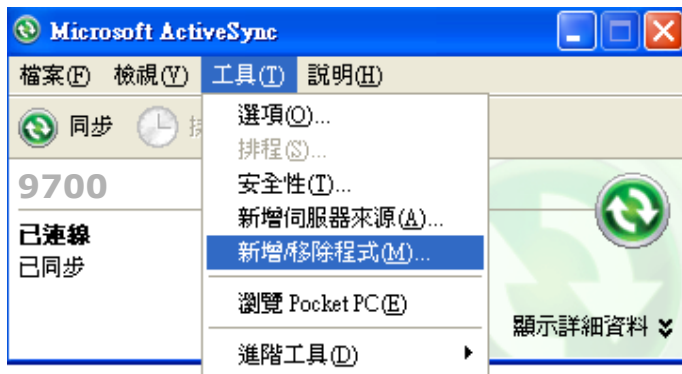 Microsoft ActiveSync
檔案(F) 檢視(V) 工具(T) 說明(H)
同步
選項(O)...
排程(S)...
安全性(T)...
新增伺服器來源(A)...
新增/移除程式(M)...
瀏覽 Pocket PC(E)
進階工具(D)
9700
已連線
已同步
顯示詳細資料